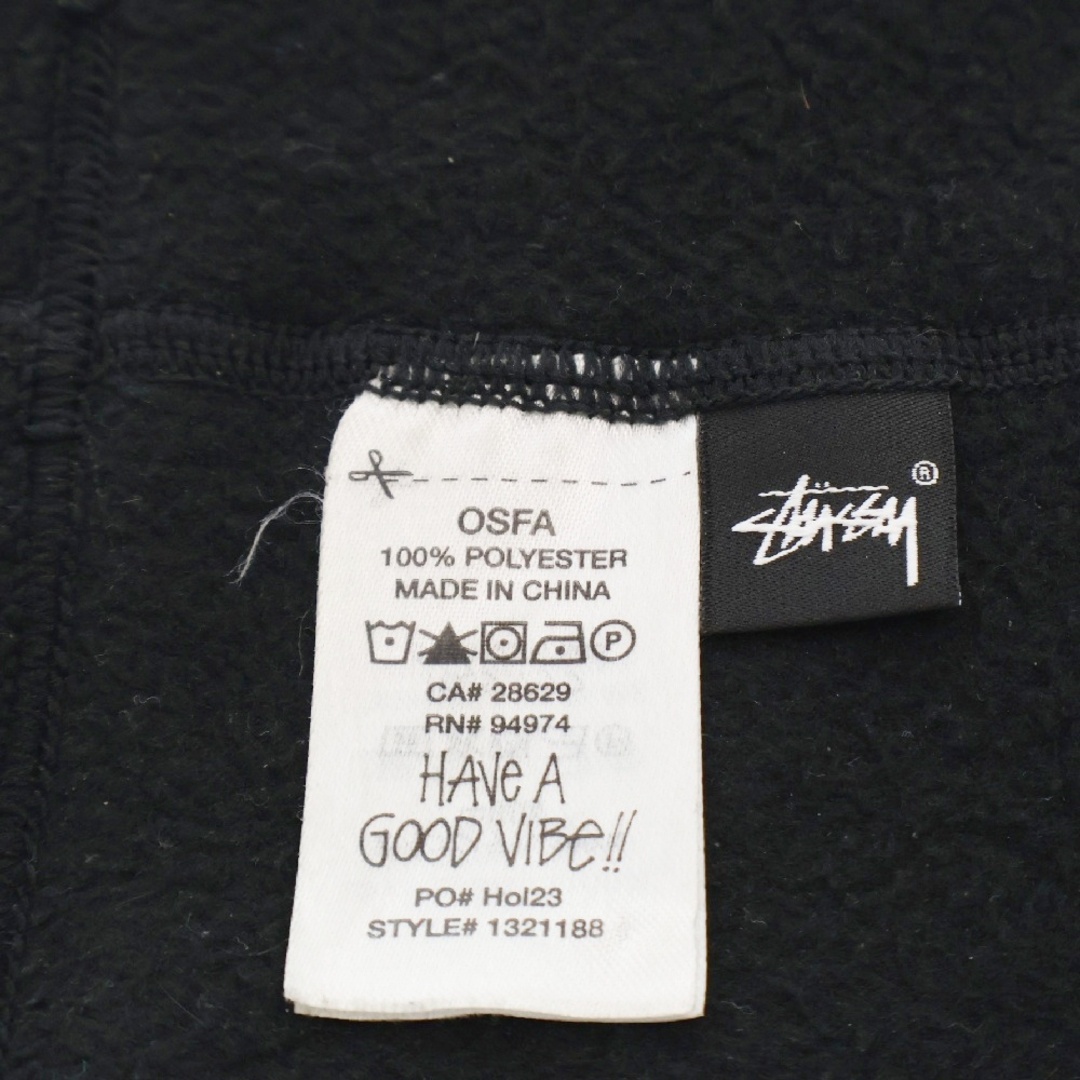 OSFA
100% POLYESTER
MADE IN CHINA
P
CA# 28629
RN# 94974
HAVe A
GOOD VIBe!!
PO# Hol23
STYLE# 1321188
Stüssy ®